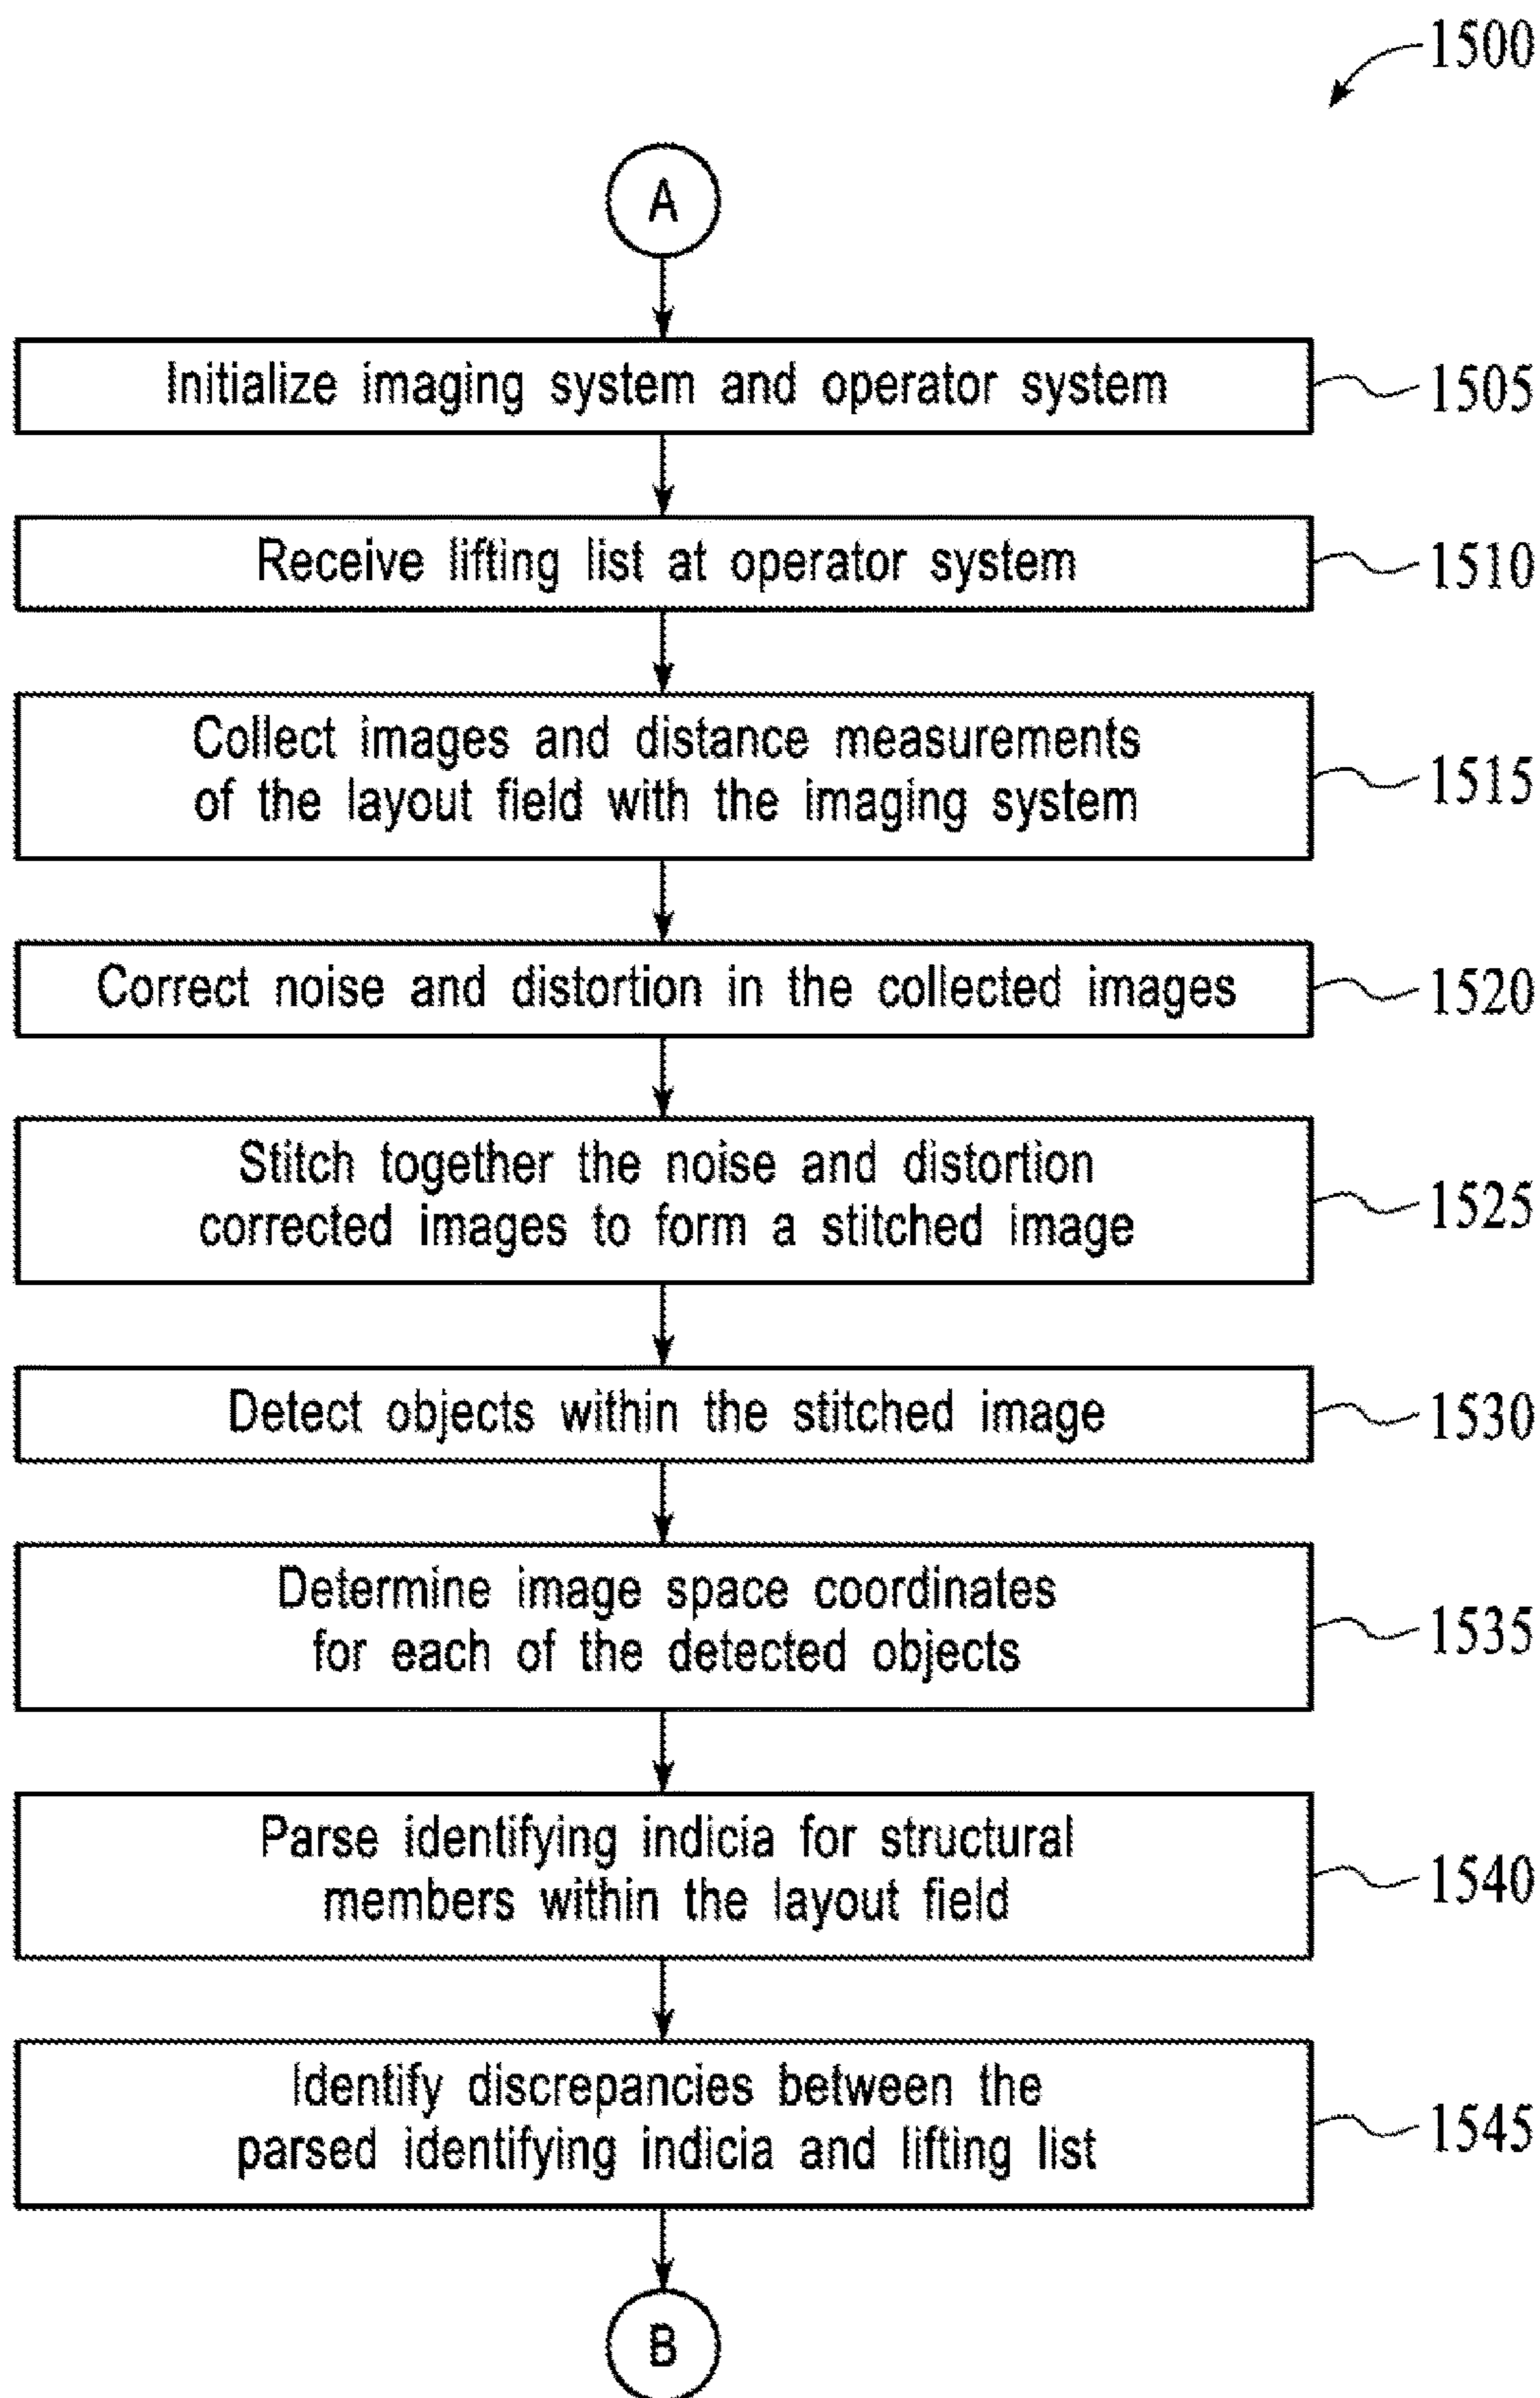 1500
A
Initialize imaging system and operator system
1505
Receive lifting list at operator system
1510
Collect images and distance measurements
of the layout field with the imaging system
1515
Correct noise and distortion in the collected images
1520
Stitch together the noise and distortion
corrected images to form a stitched image
1525
Detect objects within the stitched image
1530
Determine image space coordinates
for each of the detected objects
1535
Parse identifying indicia for structural
members within the layout field
1540
Identify discrepancies between the
parsed identifying indicia and lifting list
1545
B